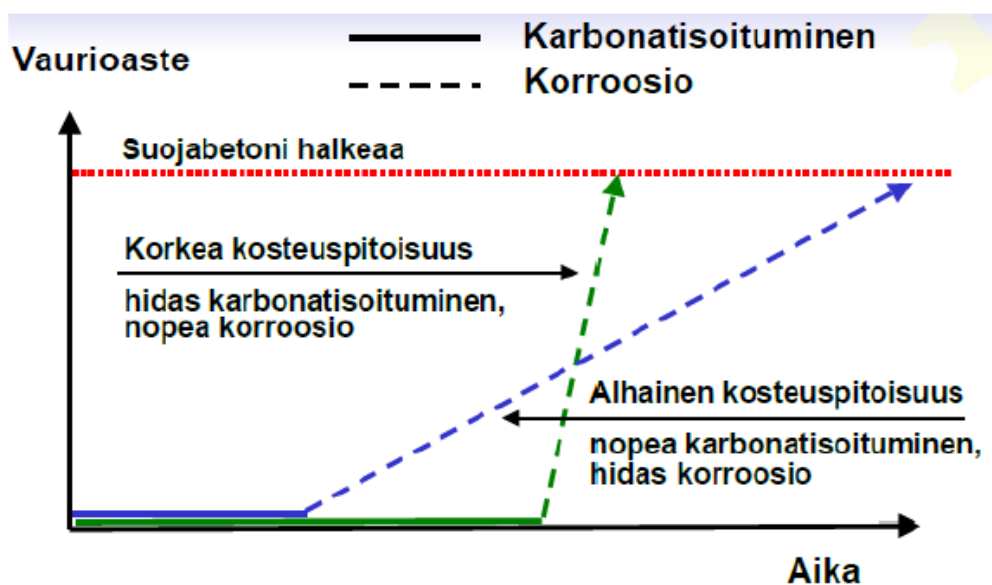 Vaurioaste
Karbonatisoituminen
Korroosio
Suojabetoni halkeaa
Korkea kosteuspitoisuus
hidas karbonatisoituminen,
nopea korroosio
Alhainen kosteuspitoisuus
nopea karbonatisoituminen,
hidas korroosio
Aika